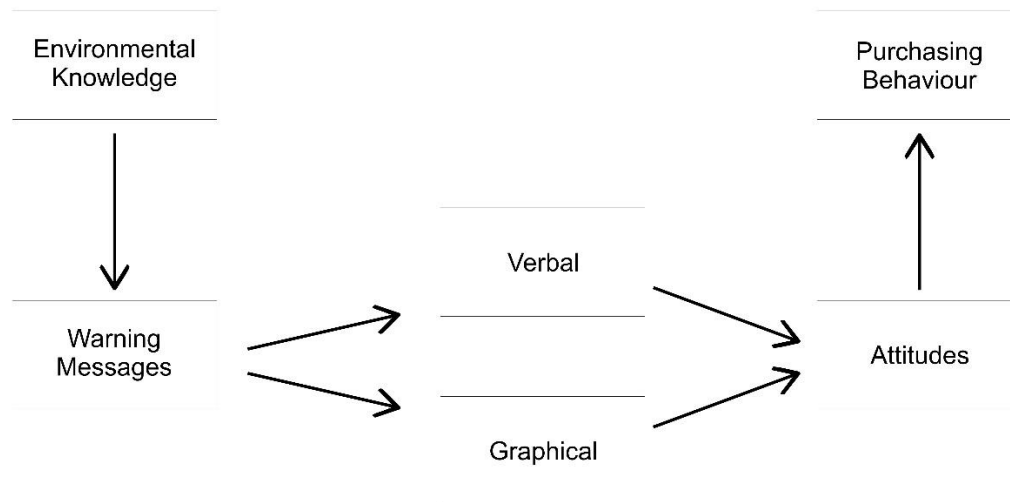 Environmental
Knowledge
Purchasing
Behaviour
Verbal
Warning
Messages
Attitudes
Graphical